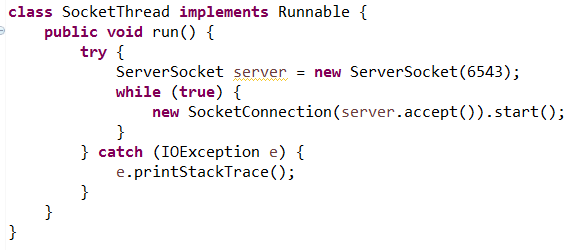 class SocketThread implements Runnable {
    public void run() {
        try {
            ServerSocket server = new ServerSocket(6543);
            while (true) {
                new SocketConnection(server.accept()).start();
            }
        } catch (IOException e) {
            e.printStackTrace();
        }
    }
}